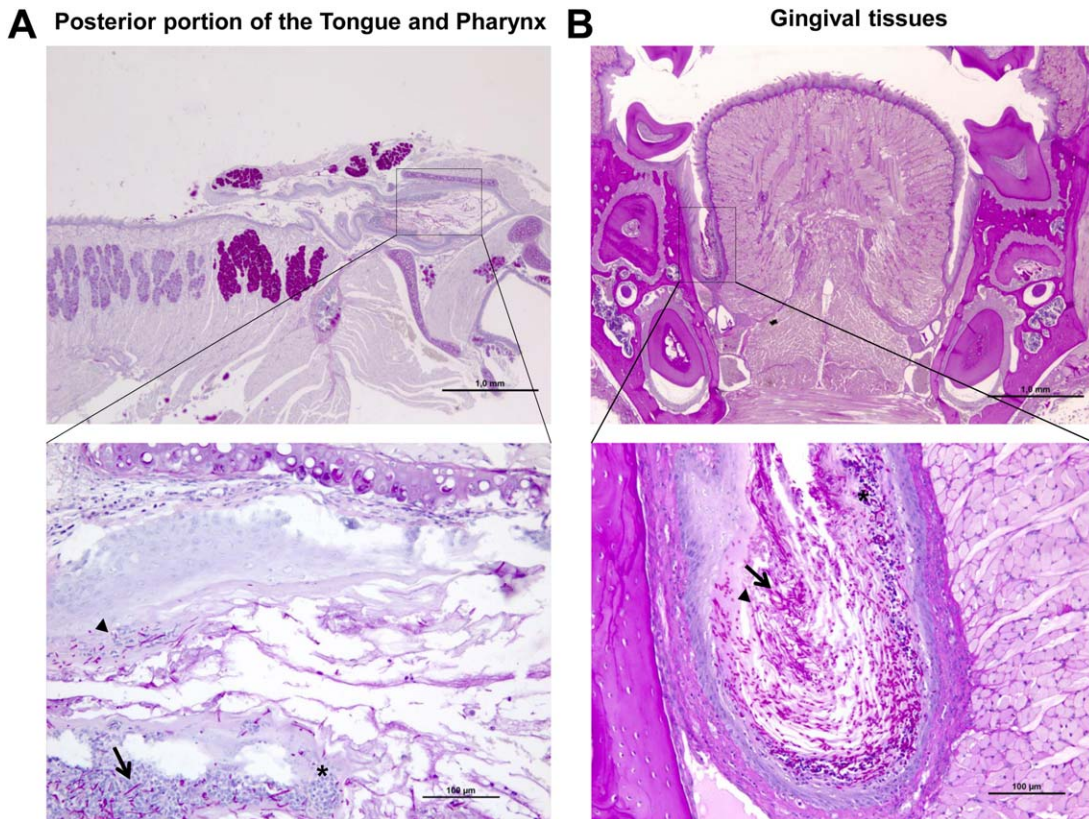 A
Posterior portion of the Tongue and Pharynx
1,0 mm
*
100 µm
B
Gingival tissues
1,0 mm
*
100 µm